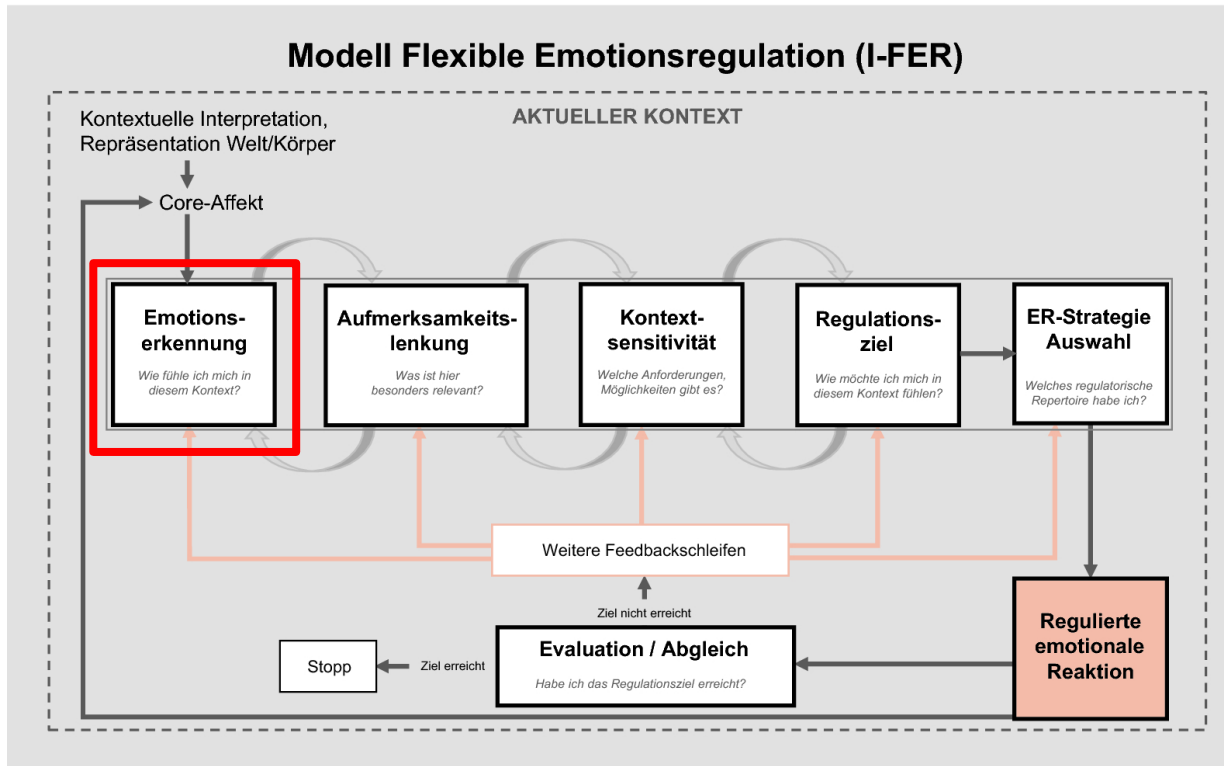 Modell Flexible Emotionsregulation (I-FER)
AKTUELLER KONTEXT
Kontextuelle Interpretation,
Repräsentation Welt/Körper
Core-Affekt
Emotions-
erkennung
Wie fühle ich mich in
diesem Kontext?
Aufmerksamkeits-
lenkung
Was ist hier
besonders relevant?
Kontext-
sensitivität
Welche Anforderungen,
Möglichkeiten gibt es?
Regulations-
ziel
Wie möchte ich mich in
diesem Kontext fühlen?
ER-Strategie
Auswahl
Welches regulatorische
Repertoire habe ich?
Weitere Feedbackschleifen
Ziel nicht erreicht
Regulierte
emotionale
Reaktion
Evaluation / Abgleich
Habe ich das Regulationsziel erreicht?
Ziel erreicht
Stopp